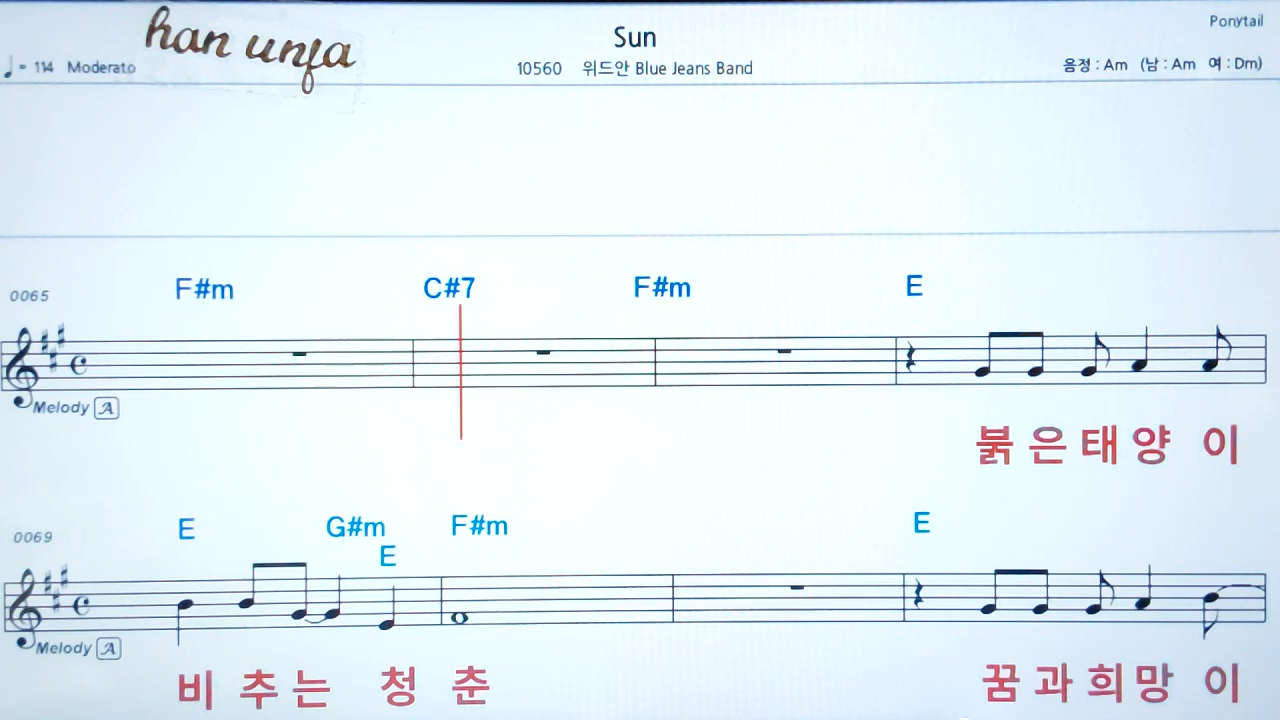 han unfa
Sun
Ponytail
♩= 114 Moderato
10560 위드안 Blue Jeans Band
음정 : Am (남 : Am 여 : Dm)
0065 F#m C#7 F#m E
Melody A
붉 은 태 양 이
0069 E G#m F#m E
E
Melody A
비 추 는 청 춘 꿈 과 희 망 이